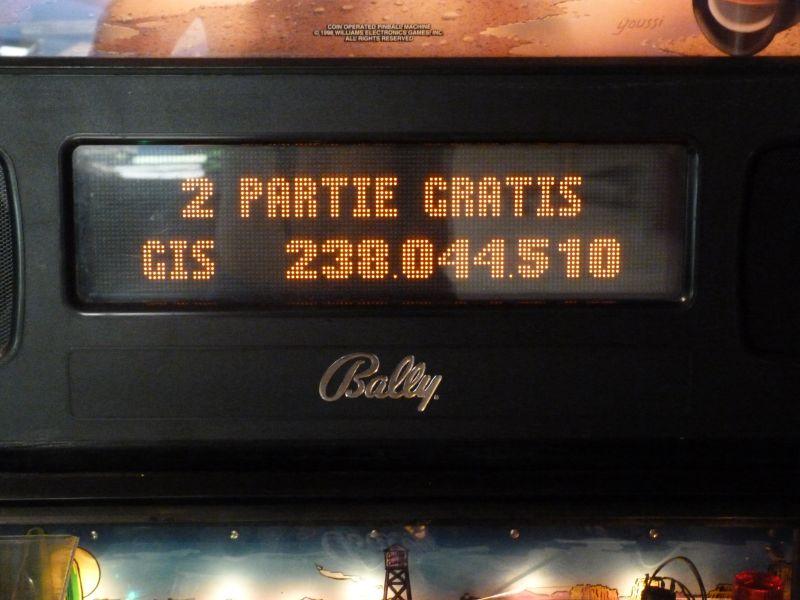 COIN OPERATED PINBALL MACHINE
© 1998 WILLIAMS ELECTRONICS GAMES, INC.
ALL RIGHTS RESERVED
youssi
2 PARTIE GRATIS
GIS 238.044.510
Bally